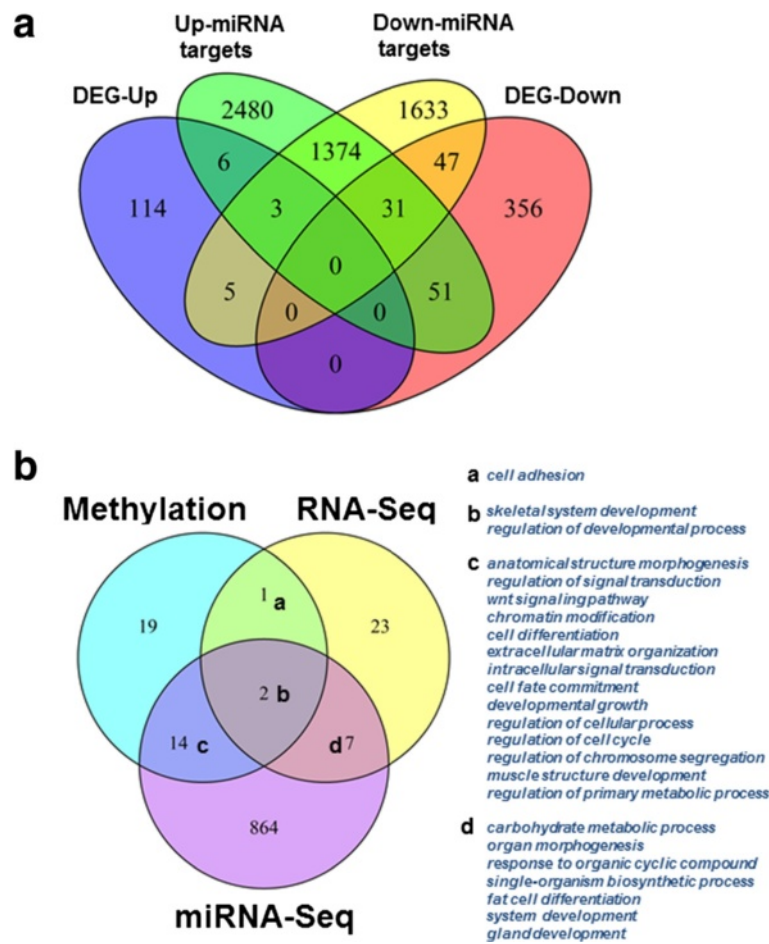 a
Up-miRNA
targets
Down-miRNA
targets
DEG-Up
DEG-Down
2480
1633
6
1374
47
114
3
31
356
0
5
51
0
0
0
b
Methylation
RNA-Seq
1 a
19
23
2 b
14 c
d 7
864
miRNA-Seq
a cell adhesion
b skeletal system development
regulation of developmental process
c anatomical structure morphogenesis
regulation of signal transduction
wnt signaling pathway
chromatin modification
cell differentiation
extracellular matrix organization
intracellular signal transduction
cell fate commitment
developmental growth
regulation of cellular process
regulation of cell cycle
regulation of chromosome segregation
muscle structure development
regulation of primary metabolic process
d carbohydrate metabolic process
organ morphogenesis
response to organic cyclic compound
single-organism biosynthetic process
fat cell differentiation
system development
gland development